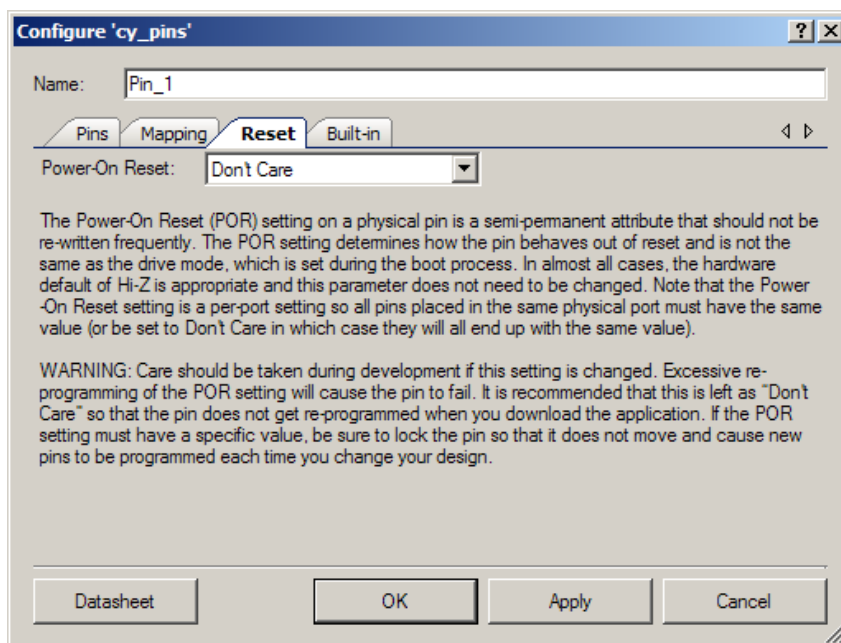 Configure 'cy_pins'
Name: Pin_1
Pins Mapping Reset Built-in
Power-On Reset: Don't Care
The Power-On Reset (POR) setting on a physical pin is a semi-permanent attribute that should not be
re-written frequently. The POR setting determines how the pin behaves out of reset and is not the
same as the drive mode, which is set during the boot process. In almost all cases, the hardware
default of Hi-Z is appropriate and this parameter does not need to be changed. Note that the Power
-On Reset setting is a per-port setting so all pins placed in the same physical port must have the same
value (or be set to Don't Care in which case they will all end up with the same value).
WARNING: Care should be taken during development if this setting is changed. Excessive re-
programming of the POR setting will cause the pin to fail. It is recommended that this is left as "Don't
Care" so that the pin does not get re-programmed when you download the application. If the POR
setting must have a specific value, be sure to lock the pin so that it does not move and cause new
pins to be programmed each time you change your design.
Datasheet OK Apply Cancel